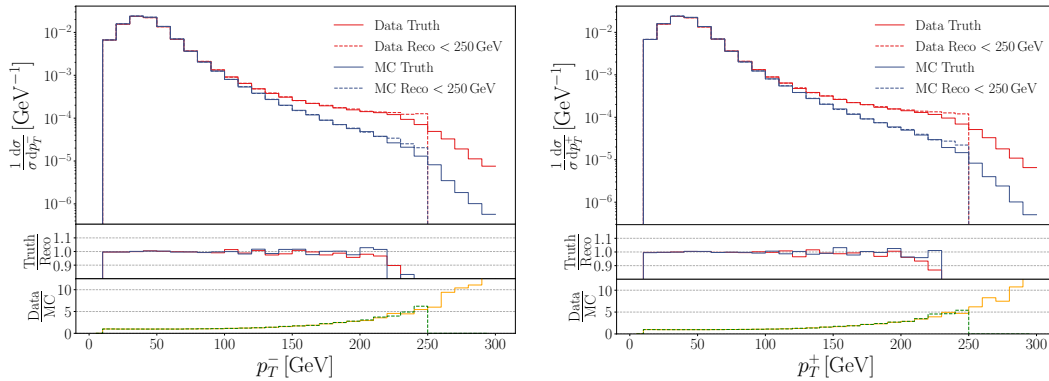 Data Truth
Data Reco < 250 GeV
MC Truth
MC Reco < 250 GeV
10⁻²
10⁻³
10⁻⁴
10⁻⁵
10⁻⁶
1/σ dσ/dp_T^- [GeV⁻¹]
1.1
1.0
0.9
Truth/Reco
10
5
0
Data/MC
0 50 100 150 200 250 300
p_T^- [GeV]
Data Truth
Data Reco < 250 GeV
MC Truth
MC Reco < 250 GeV
10⁻²
10⁻³
10⁻⁴
10⁻⁵
10⁻⁶
1/σ dσ/dp_T^+ [GeV⁻¹]
1.1
1.0
0.9
Truth/Reco
10
5
0
Data/MC
0 50 100 150 200 250 300
p_T^+ [GeV]